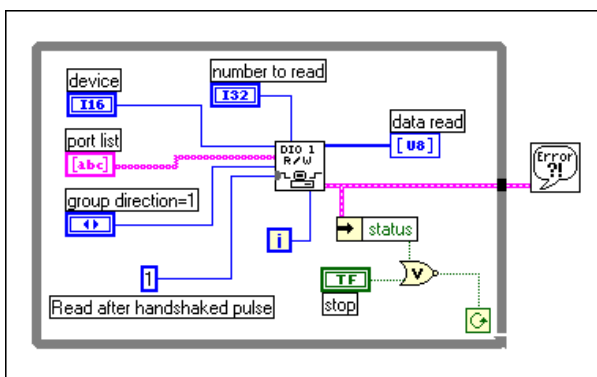 device
I16
number to read
I32
data read
[U8]
port list
[abc]
DIO 1
R/W
Error
?!
group direction=1
i
status
1
TF
V
Read after handshaked pulse
stop